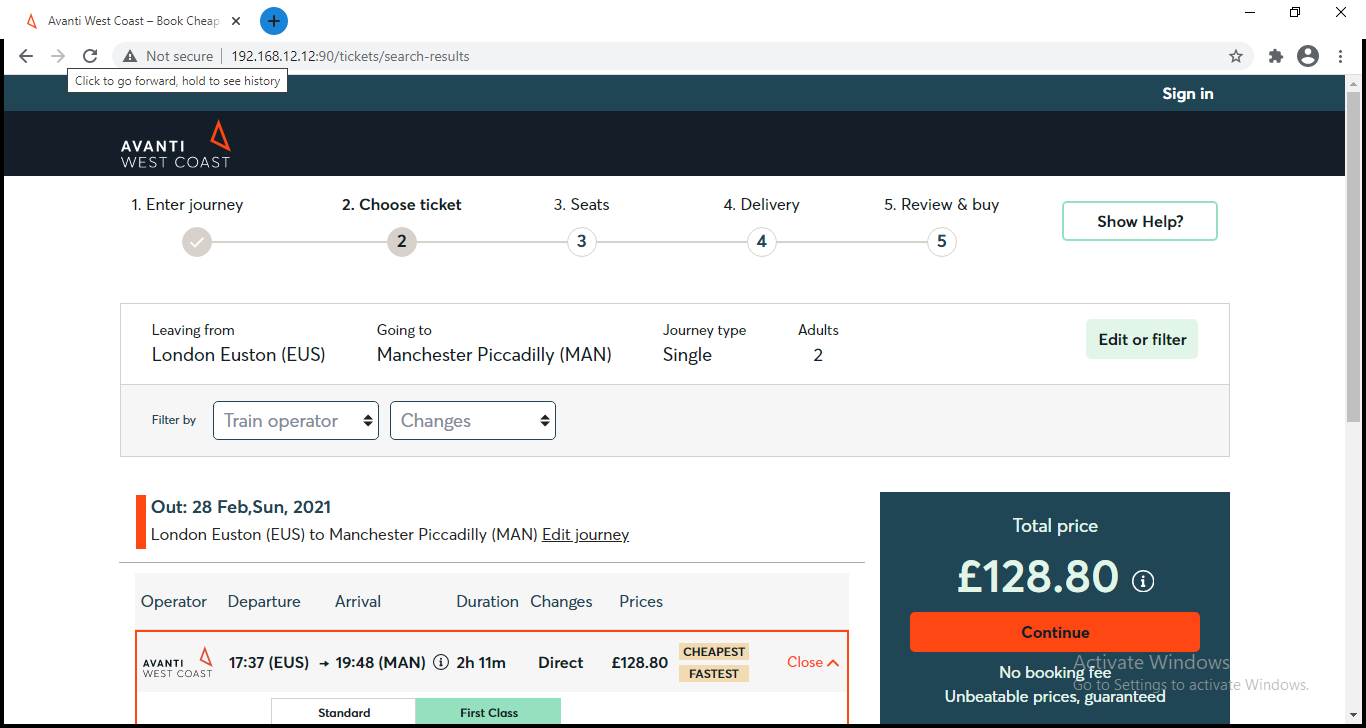 Avanti West Coast – Book Cheap
Not secure 192.168.12.12:90/tickets/search-results
Click to go forward, hold to see history
Sign in
AVANTI
WEST COAST
1. Enter journey 2. Choose ticket 3. Seats 4. Delivery 5. Review & buy
2 3 4 5
Show Help?
Leaving from Going to Journey type Adults
London Euston (EUS) Manchester Piccadilly (MAN) Single 2
Edit or filter
Filter by Train operator Changes
Out: 28 Feb,Sun, 2021
London Euston (EUS) to Manchester Piccadilly (MAN) Edit journey
Operator Departure Arrival Duration Changes Prices
AVANTI
WEST COAST
17:37 (EUS) → 19:48 (MAN) 2h 11m Direct £128.80
CHEAPEST
FASTEST
Close
Standard First Class
Total price
£128.80
Continue
No booking fee
Unbeatable prices, guaranteed
Activate Windows
Go to Settings to activate Windows.